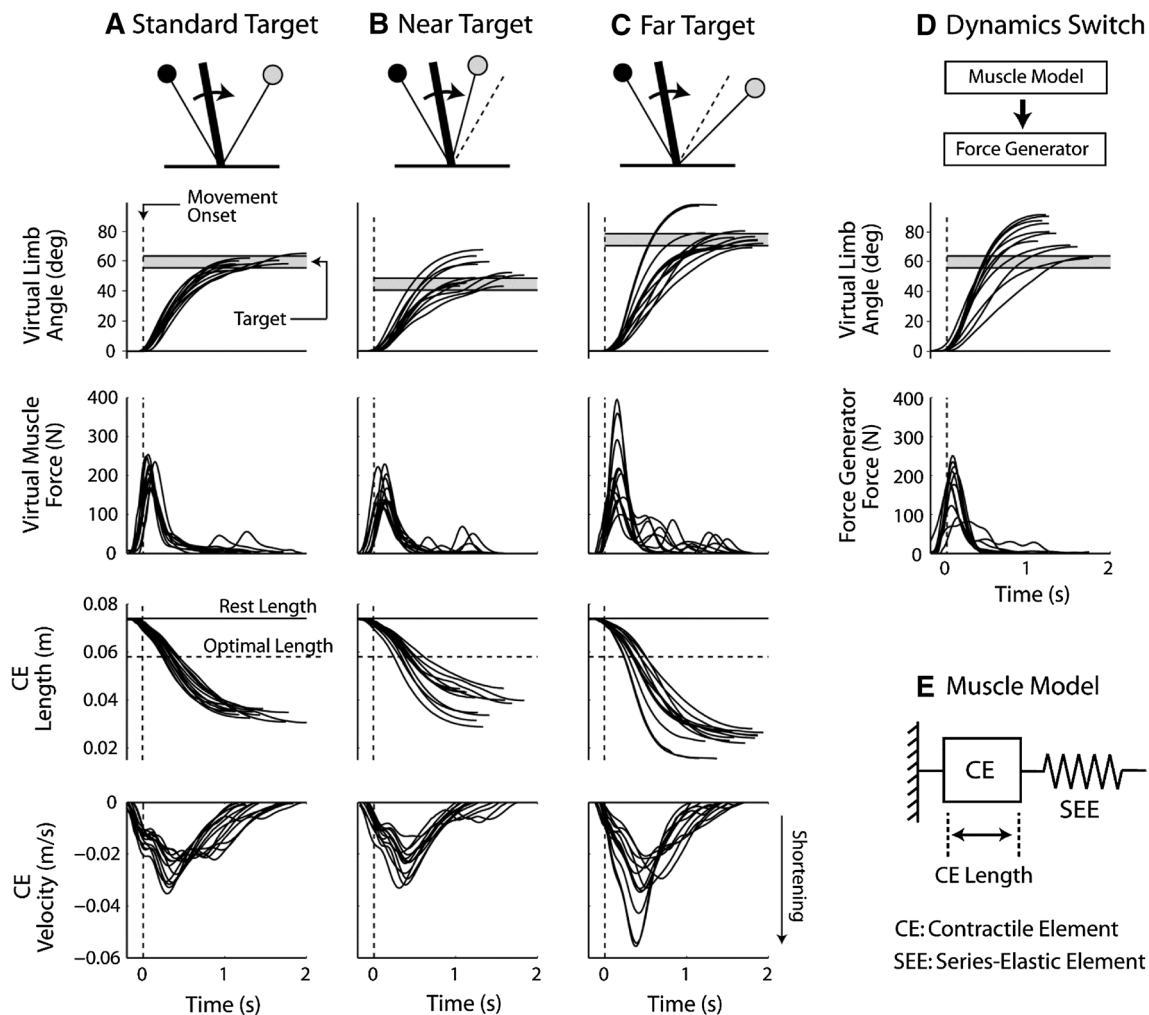 A Standard Target
B Near Target
C Far Target
D Dynamics Switch
Muscle Model
Force Generator
Movement
Onset
Target
Virtual Limb
Angle (deg)
80
60
40
20
0
Virtual Limb
Angle (deg)
80
60
40
20
0
Virtual Muscle
Force (N)
400
300
200
100
0
Force Generator
Force (N)
400
300
200
100
0
0
1
2
Time (s)
CE
Length (m)
0.08
0.06
0.04
0.02
Rest Length
Optimal Length
CE
Velocity (m/s)
0
−0.02
−0.04
−0.06
Shortening
0
1
2
0
1
2
0
1
2
Time (s)
Time (s)
Time (s)
E Muscle Model
CE
SEE
CE Length
CE: Contractile Element
SEE: Series-Elastic Element